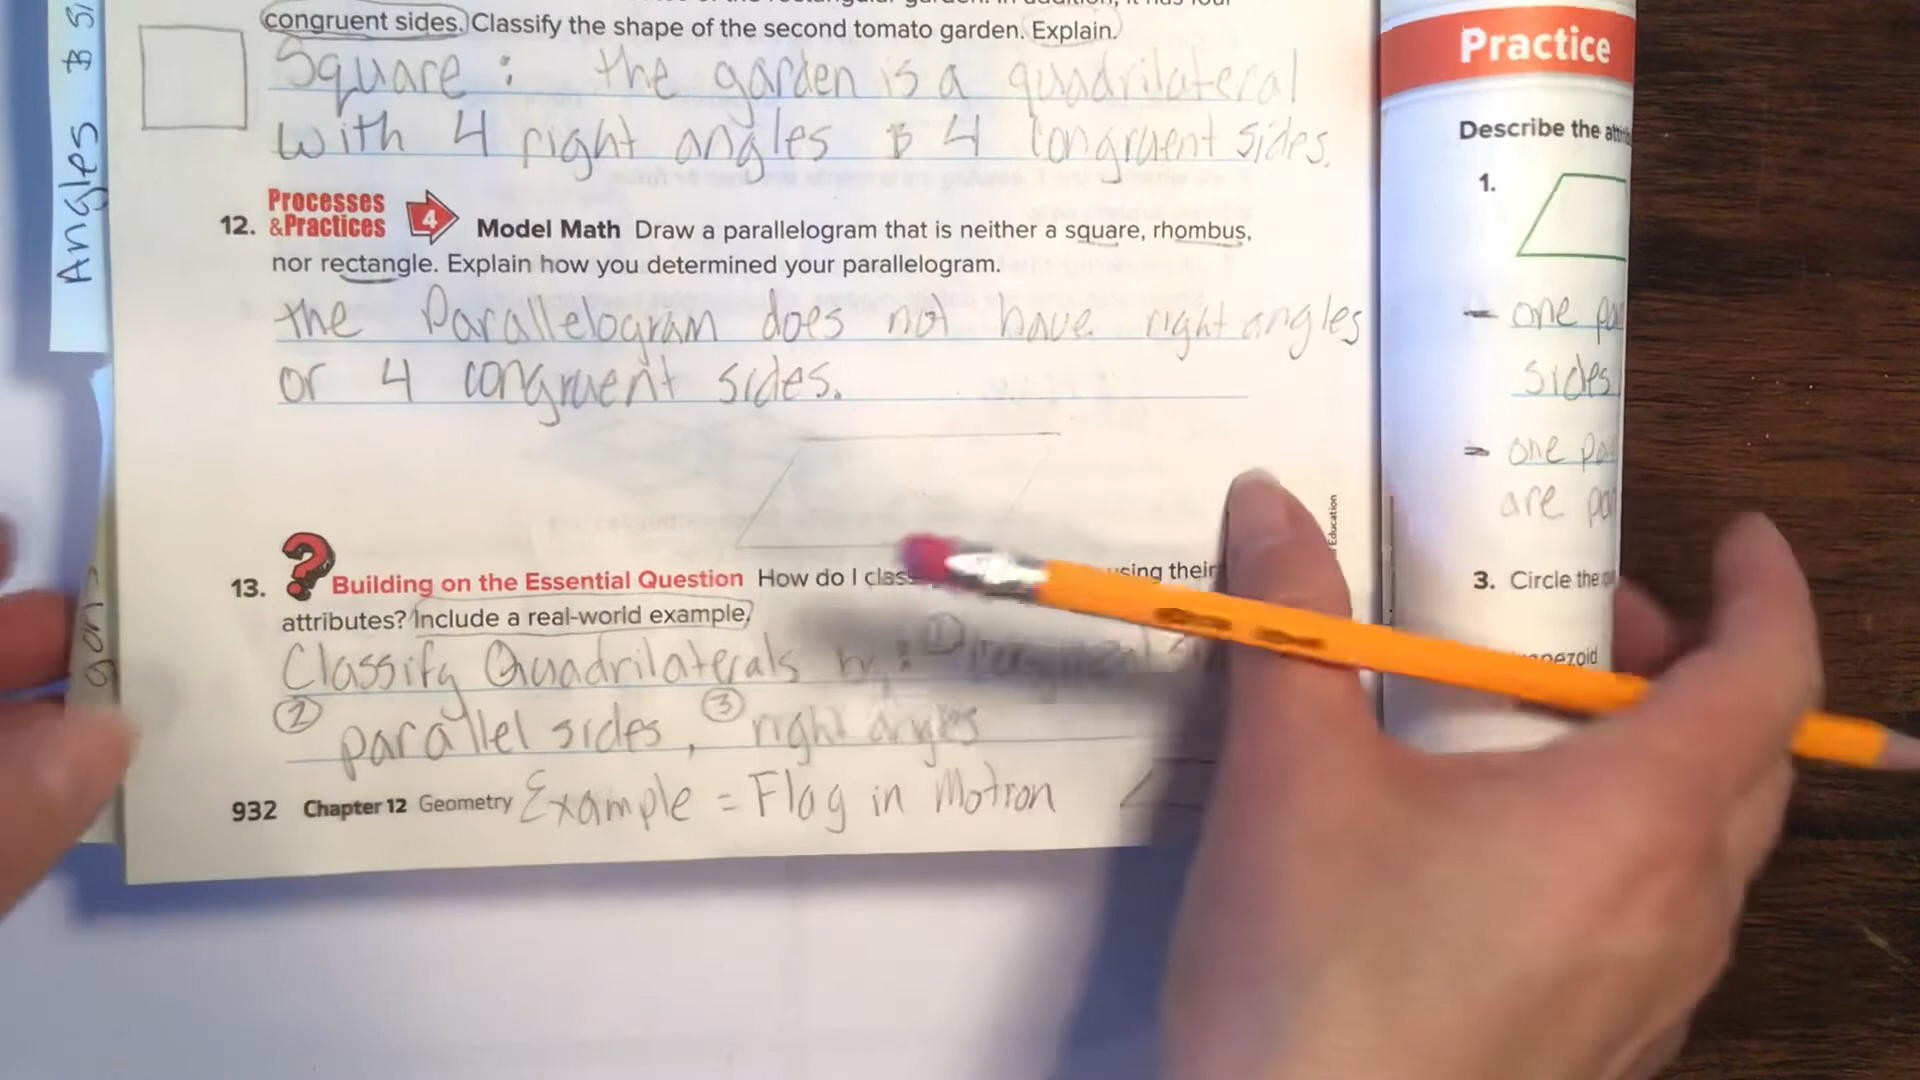 congruent sides. Classify the shape of the second tomato garden. Explain.
Square : the garden is a quadrilateral
with 4 right angles & 4 congruent sides.
Processes
12. &Practices 4 Model Math Draw a parallelogram that is neither a square, rhombus,
nor rectangle. Explain how you determined your parallelogram.
the Parallelogram does not have right angles
or 4 congruent sides.
13. ? Building on the Essential Question How do I using their
attributes? Include a real-world example.
Classify Quadrilaterals by: ①
② parallel sides, ③ right angles
932 Chapter 12 Geometry Example = Flag in Motion
Education
Angles &
Practice
Describe the
1.
- one
sides
- one
are
3. Circle the